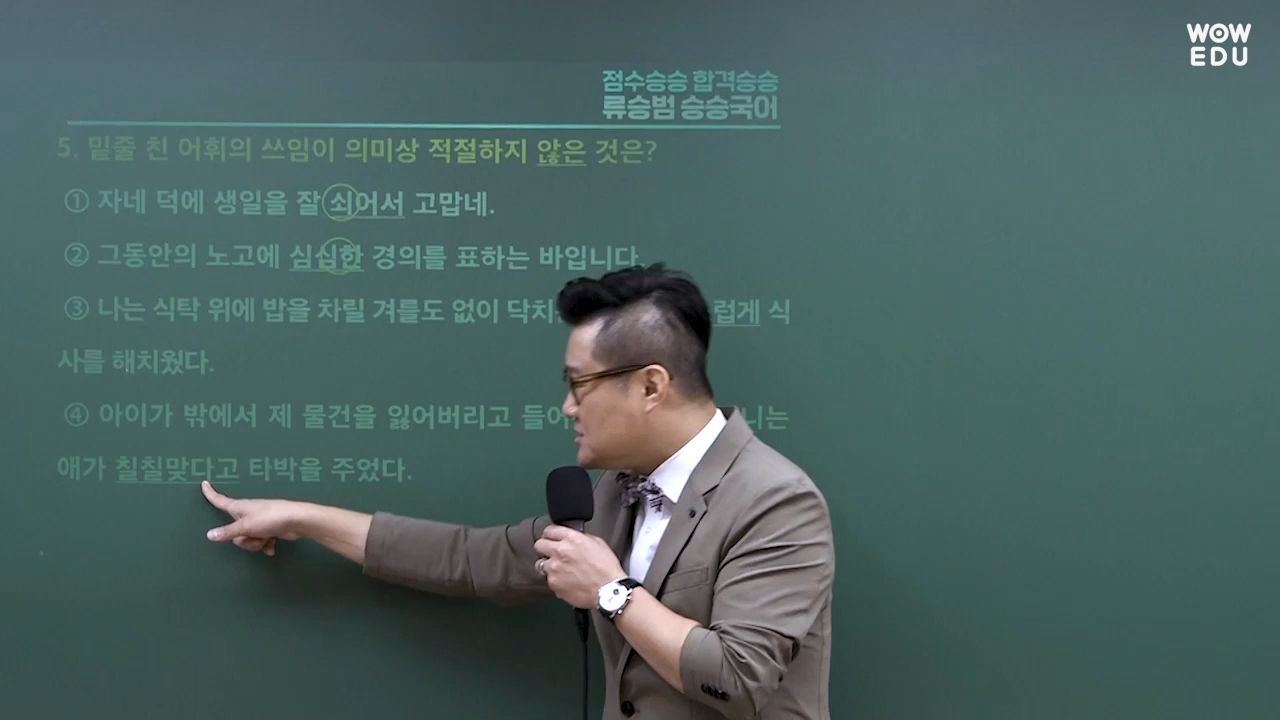 WOW
EDU
점수승승 합격승승
류승범 승승국어
5. 밑줄 친 어휘의 쓰임이 의미상 적절하지 않은 것은?
① 자네 덕에 생일을 잘 쇠어서 고맙네.
② 그동안의 노고에 심심한 경의를 표하는 바입니다.
③ 나는 식탁 위에 밥을 차릴 겨를도 없이 닥치 럽게 식
사를 해치웠다.
④ 아이가 밖에서 제 물건을 잃어버리고 들어 니는
애가 칠칠맞다고 타박을 주었다.